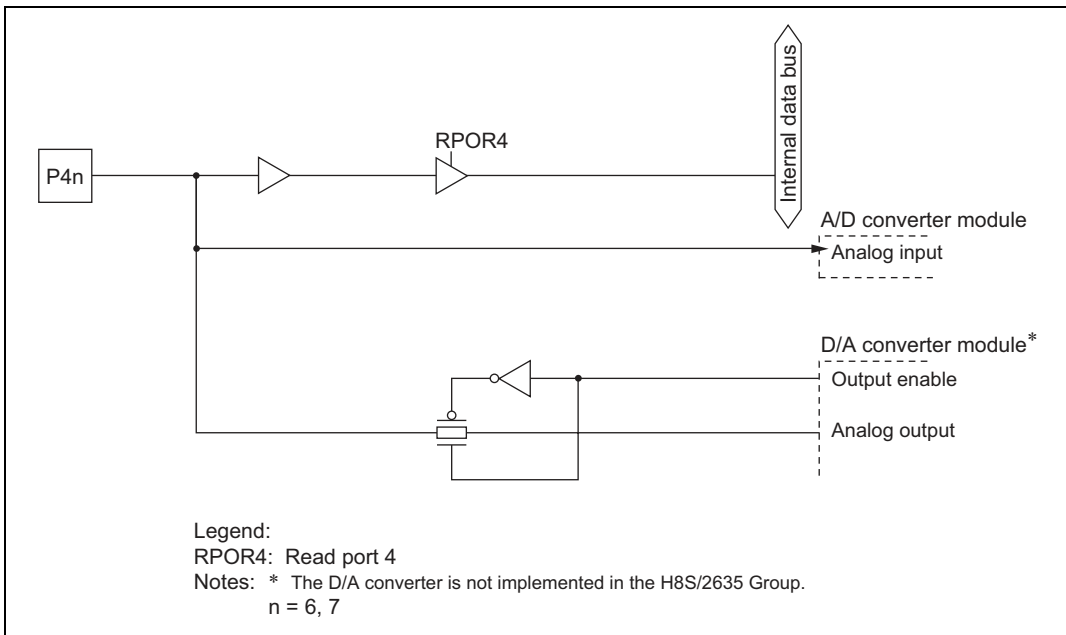 RPOR4
P4n
Internal data bus
A/D converter module
Analog input
D/A converter module*
Output enable
Analog output
Legend:
RPOR4: Read port 4
Notes: * The D/A converter is not implemented in the H8S/2635 Group.
n = 6, 7